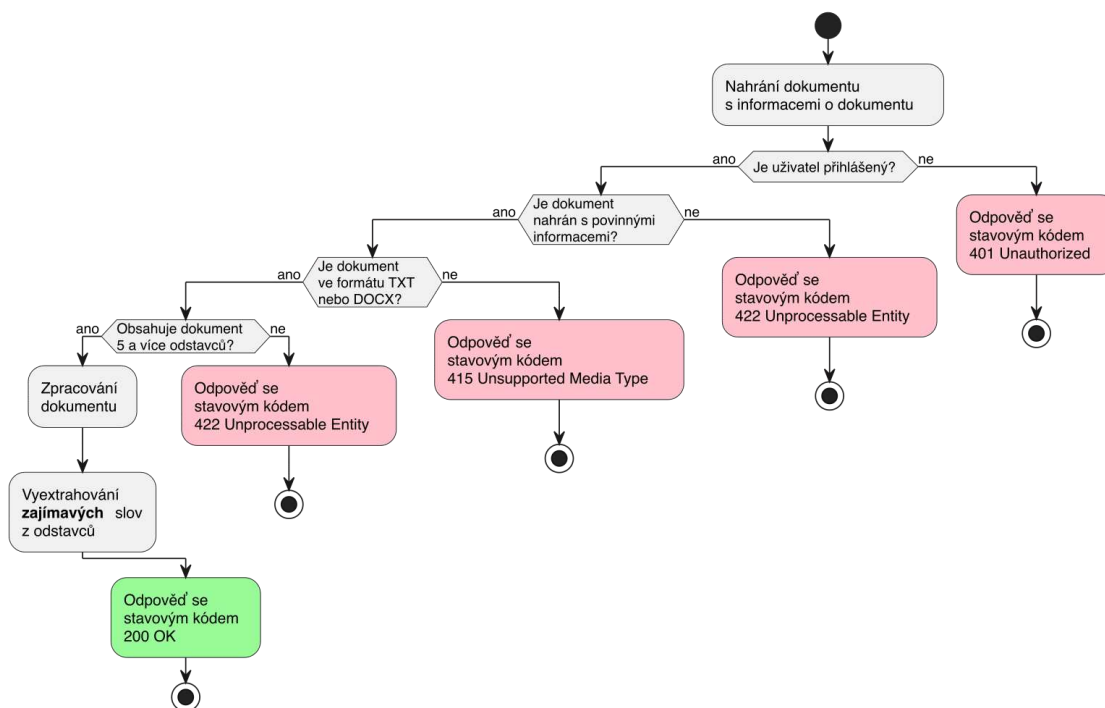 Nahrání dokumentu
s informacemi o dokumentu
ano
Je uživatel přihlášený?
ne
ano
Je dokument
nahrán s povinnými
informacemi?
ne
Odpověď se
stavovým kódem
401 Unauthorized
ano
Je dokument
ve formátu TXT
nebo DOCX?
ne
Odpověď se
stavovým kódem
422 Unprocessable Entity
ano
Obsahuje dokument
5 a více odstavců?
ne
Odpověď se
stavovým kódem
415 Unsupported Media Type
Zpracování
dokumentu
Odpověď se
stavovým kódem
422 Unprocessable Entity
Vyextrahování
zajímavých slov
z odstavců
Odpověď se
stavovým kódem
200 OK